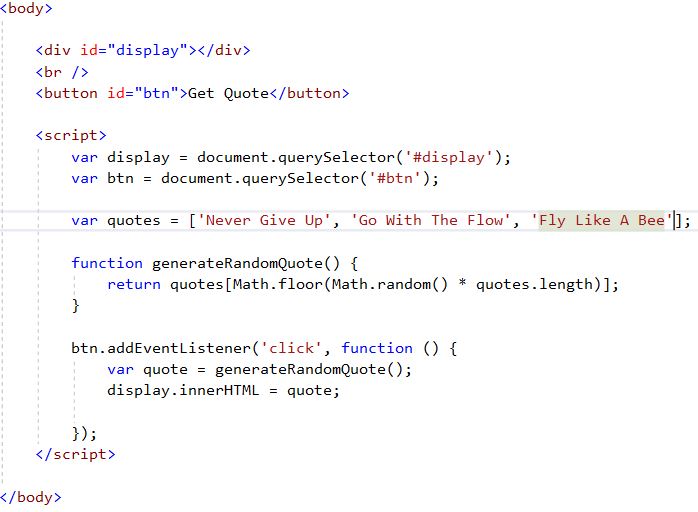 <body>
<div id="display"></div>
<br />
<button id="btn">Get Quote</button>
<script>
var display = document.querySelector('#display');
var btn = document.querySelector('#btn');
var quotes = ['Never Give Up', 'Go With The Flow', 'Fly Like A Bee'];
function generateRandomQuote() {
return quotes[Math.floor(Math.random() * quotes.length)];
}
btn.addEventListener('click', function () {
var quote = generateRandomQuote();
display.innerHTML = quote;
});
</script>
</body>